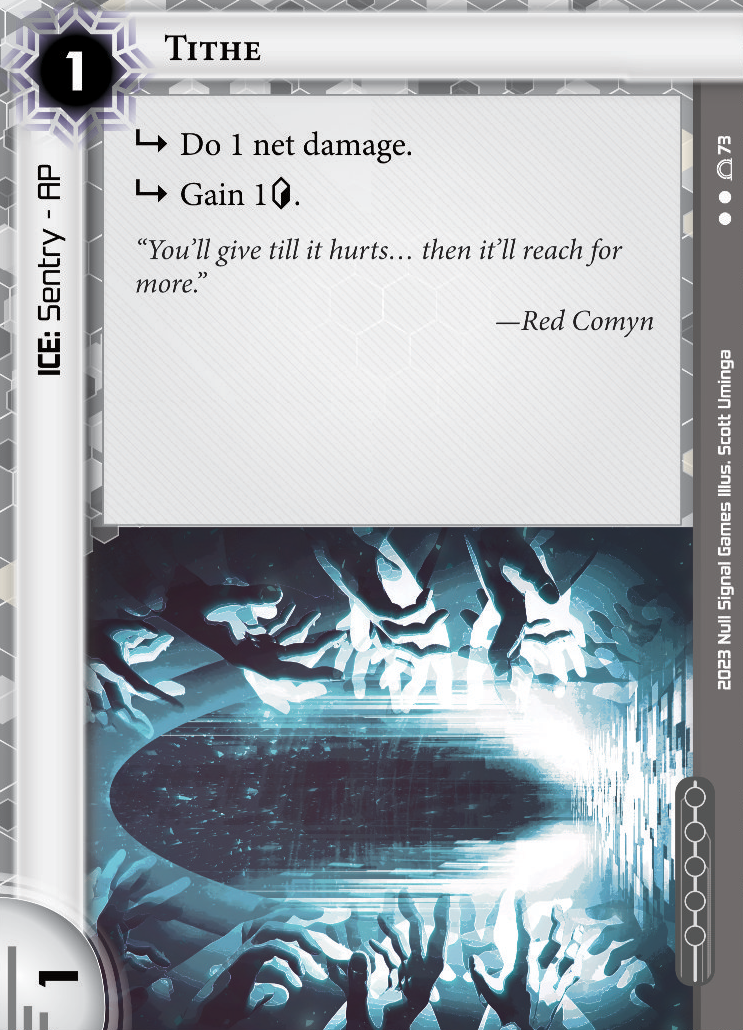 1
Tithe
↳ Do 1 net damage.
↳ Gain 1.
“You’ll give till it hurts… then it’ll reach for
more.”
—Red Comyn
ICE: Sentry - AP
1
73
2023 Null Signal Games Illus. Scott Uminga